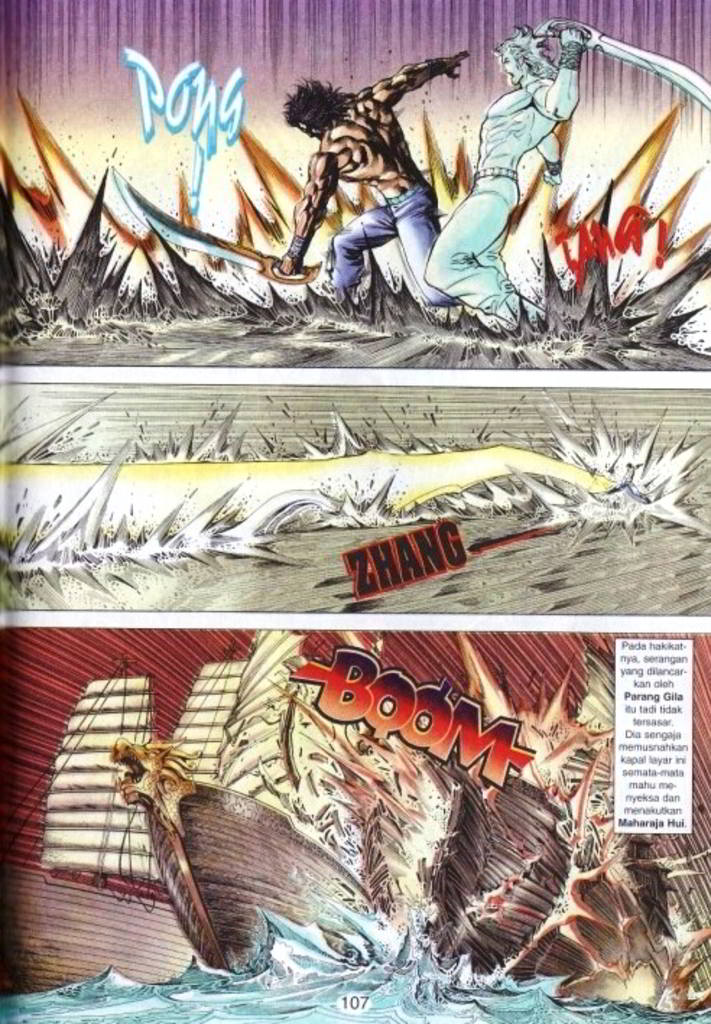 PONG
TANG!
ZHANG
BOOM
Pada hakikat-
nya, serangan
yang dilancar-
kan oleh
Parang Gila
itu tadi tidak
tersasar.
Dia sengaja
memusnahkan
kapal layar ini
semata-mata
mahu me-
nyeksa dan
menakutkan
Maharaja Hui.
107